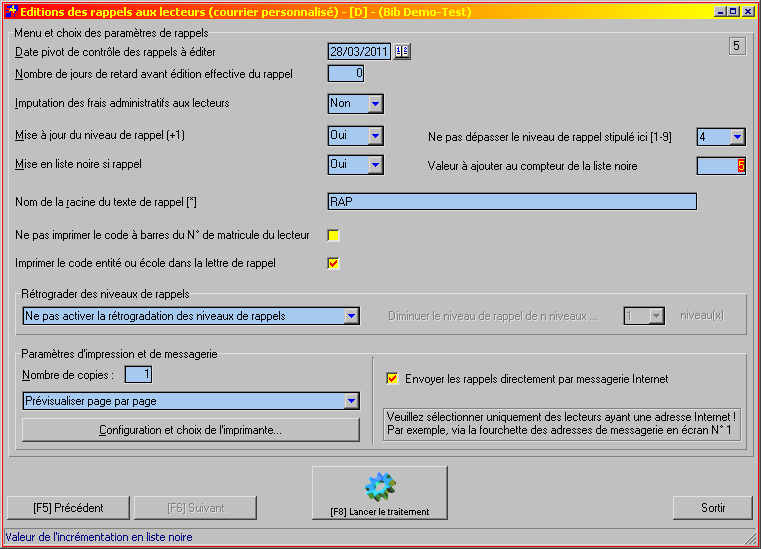 Editions des rappels aux lecteurs (courrier personnalisé) - [D] - (Bib Demo-Test)
Menu et choix des paramètres de rappels
5
Date pivot de contrôle des rappels à éditer 28/03/2011
Nombre de jours de retard avant édition effective du rappel 0
Imputation des frais administratifs aux lecteurs Non
Mise à jour du niveau de rappel (+1) Oui Ne pas dépasser le niveau de rappel stipulé ici [1-9] 4
Mise en liste noire si rappel Oui Valeur à ajouter au compteur de la liste noire 5
Nom de la racine du texte de rappel [*] RAP
Ne pas imprimer le code à barres du N° de matricule du lecteur
Imprimer le code entité ou école dans la lettre de rappel
Rétrograder des niveaux de rappels
Ne pas activer la rétrogradation des niveaux de rappels Diminuer le niveau de rappel de n niveaux ... 1 niveau(x)
Paramètres d'impression et de messagerie
Nombre de copies : 1
Envoyer les rappels directement par messagerie Internet
Prévisualiser page par page
Veuillez sélectionner uniquement des lecteurs ayant une adresse Internet !
Par exemple, via la fourchette des adresses de messagerie en écran N° 1
Configuration et choix de l'imprimante...
[F5] Précédent [F6] Suivant [F8] Lancer le traitement Sortir
Valeur de l'incrémentation en liste noire